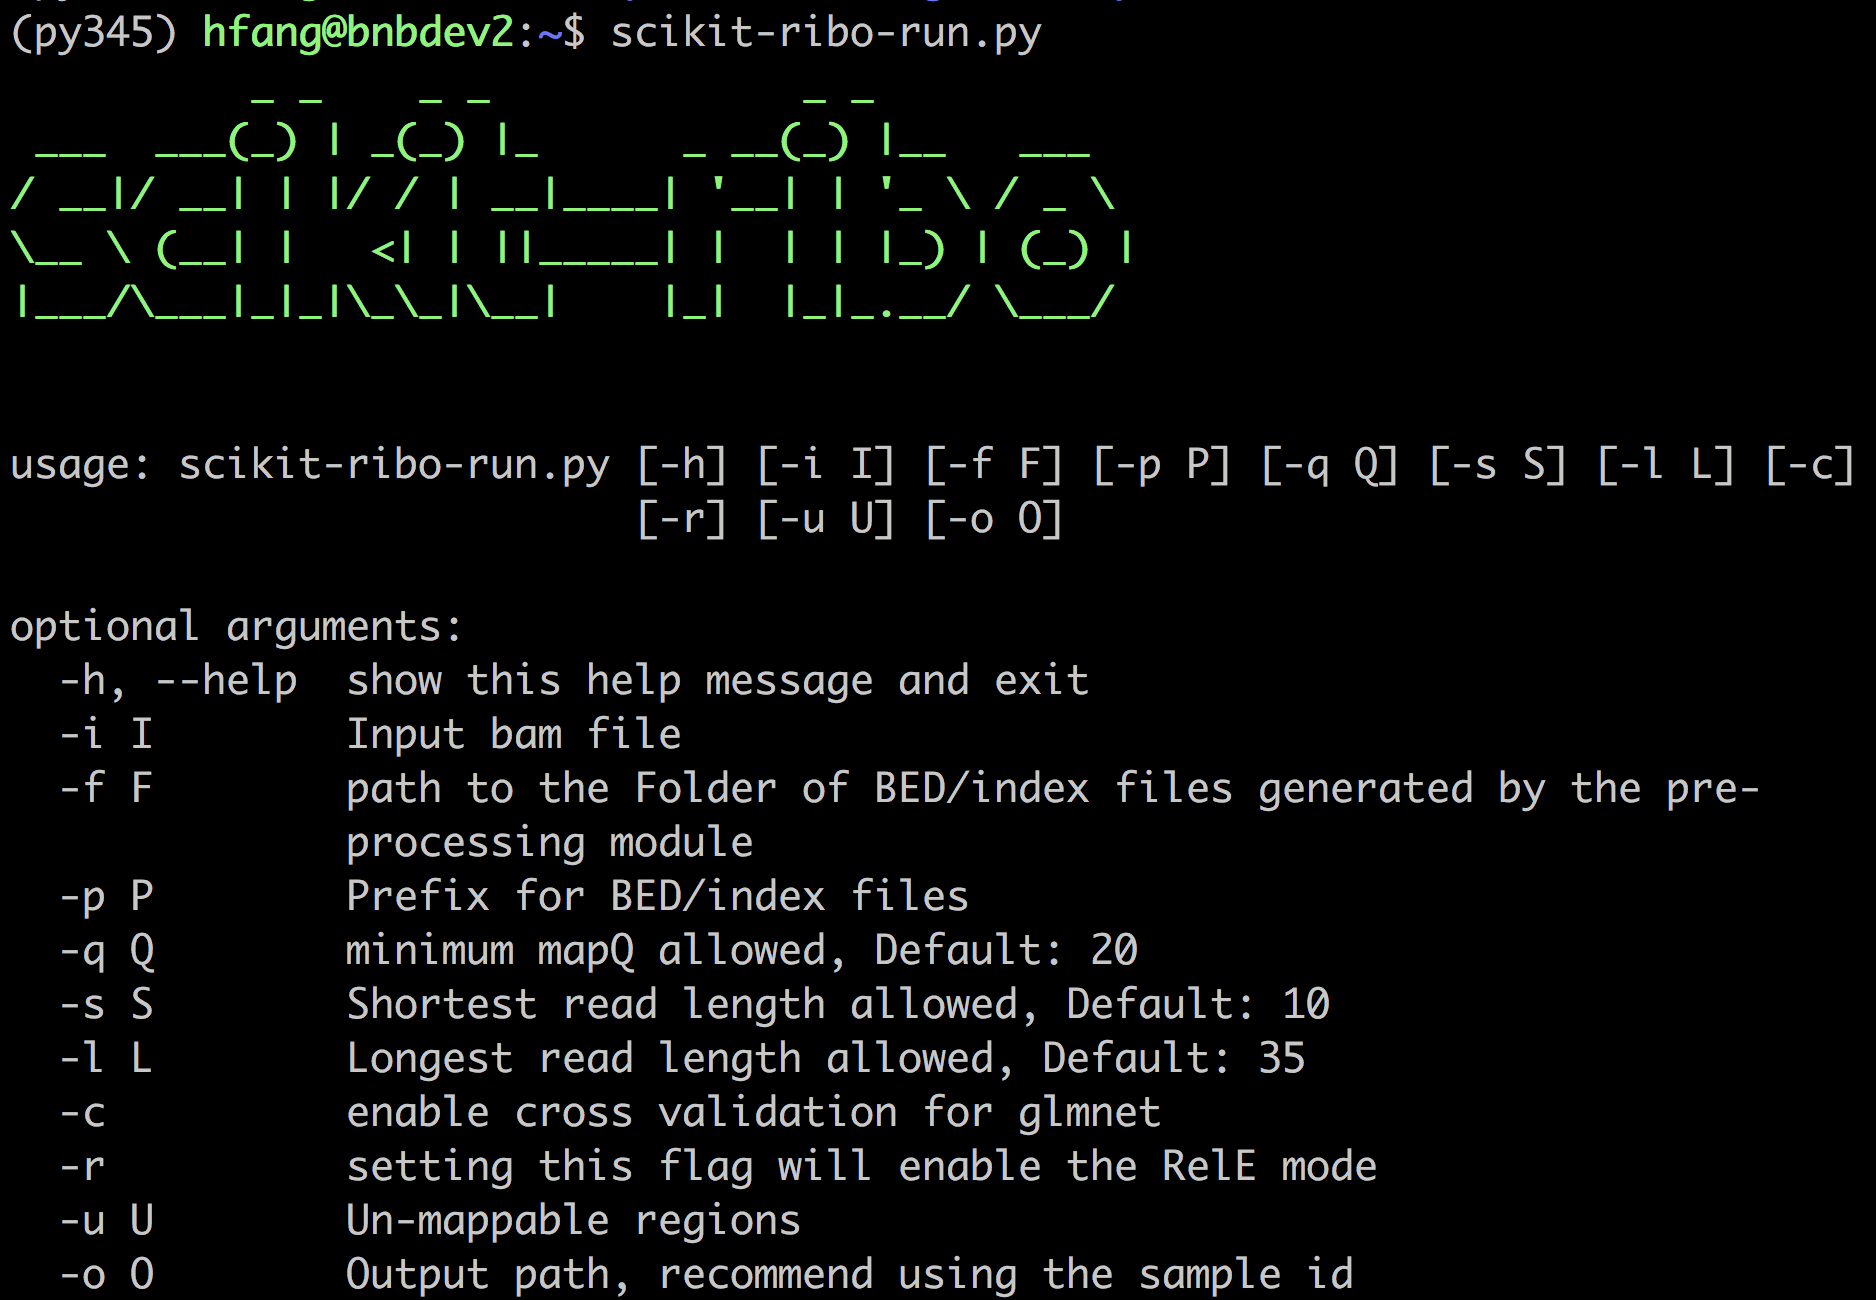 (py345) hfang@bnbdev2:~$ scikit-ribo-run.py
          _ _    _ _             _ _
 ___  ___(_) | _(_) |_      _ __(_) |__   ___
/ __|/ __| | |/ / | __|____| '__| | '_ \ / _ \
\__ \ (__| |   <| | ||_____| |  | | |_) | (_) |
|___/\___|_|_|\_\_|\__|    |_|  |_|_.__/ \___/
usage: scikit-ribo-run.py [-h] [-i I] [-f F] [-p P] [-q Q] [-s S] [-l L] [-c]
                          [-r] [-u U] [-o O]
optional arguments:
  -h, --help  show this help message and exit
  -i I        Input bam file
  -f F        path to the Folder of BED/index files generated by the pre-
              processing module
  -p P        Prefix for BED/index files
  -q Q        minimum mapQ allowed, Default: 20
  -s S        Shortest read length allowed, Default: 10
  -l L        Longest read length allowed, Default: 35
  -c          enable cross validation for glmnet
  -r          setting this flag will enable the RelE mode
  -u U        Un-mappable regions
  -o O        Output path, recommend using the sample id